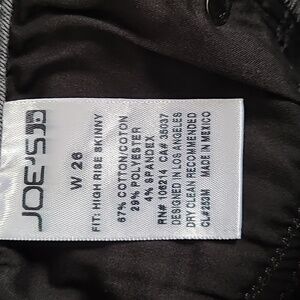 JOE'S JD
W 26
FIT: HIGH RISE SKINNY
67% COTTON/COTON
29% POLYESTER
4% SPANDEX
RN# 106214 CA# 35037
DESIGNED IN LOS ANGELES
DRY CLEAN RECOMMENDED
CL#253M MADE IN MEXICO